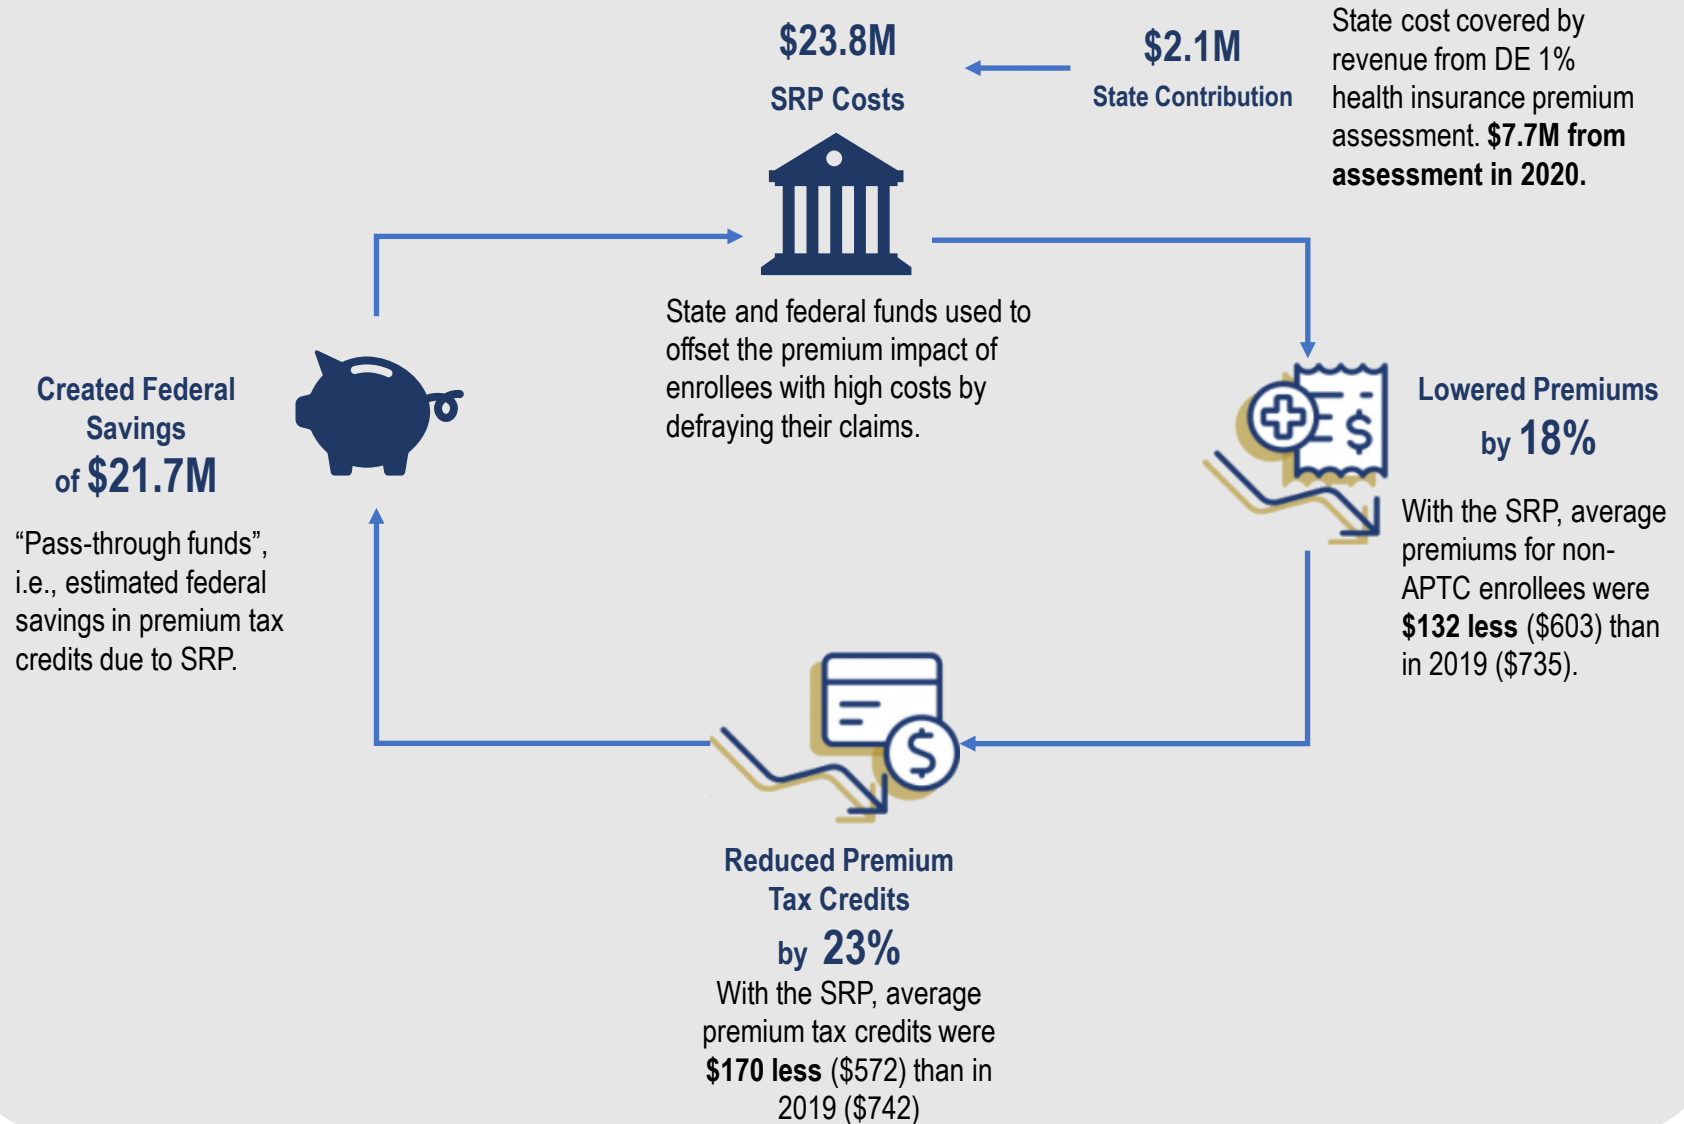 $23.8M
SRP Costs
$2.1M
State Contribution
State cost covered by
revenue from DE 1%
health insurance premium
assessment. $7.7M from
assessment in 2020.
State and federal funds used to
offset the premium impact of
enrollees with high costs by
defraying their claims.
Lowered Premiums
by 18%
With the SRP, average
premiums for non-
APTC enrollees were
$132 less ($603) than
in 2019 ($735).
Reduced Premium
Tax Credits
by 23%
With the SRP, average
premium tax credits were
$170 less ($572) than in
2019 ($742)
Created Federal
Savings
of $21.7M
“Pass-through funds”,
i.e., estimated federal
savings in premium tax
credits due to SRP.